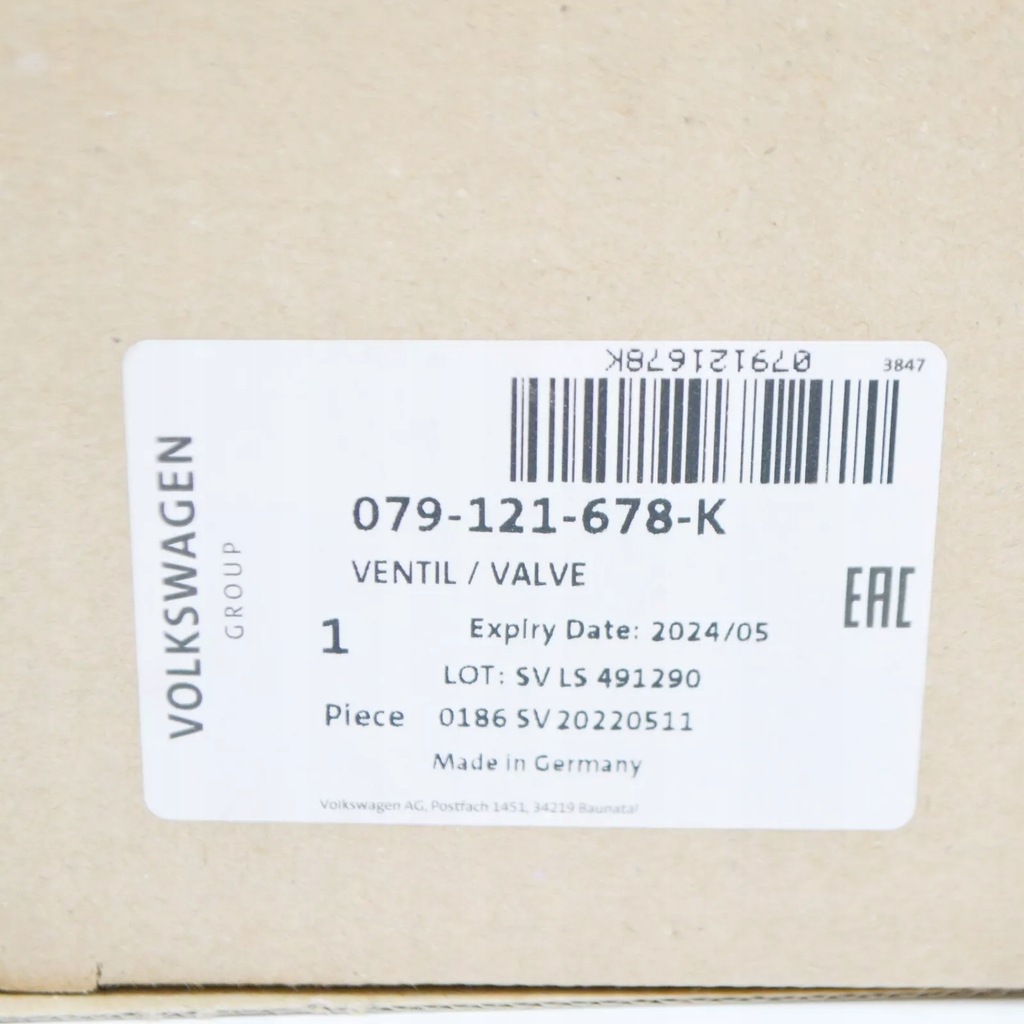 079121678K
3847
079-121-678-K
VENTIL / VALVE
EAC
1
Expiry Date: 2024/05
LOT: SV LS 491290
Piece
0186 SV 20220511
Made in Germany
Volkswagen AG, Postfach 1451, 34219 Baunatal
VOLKSWAGEN
GROUP